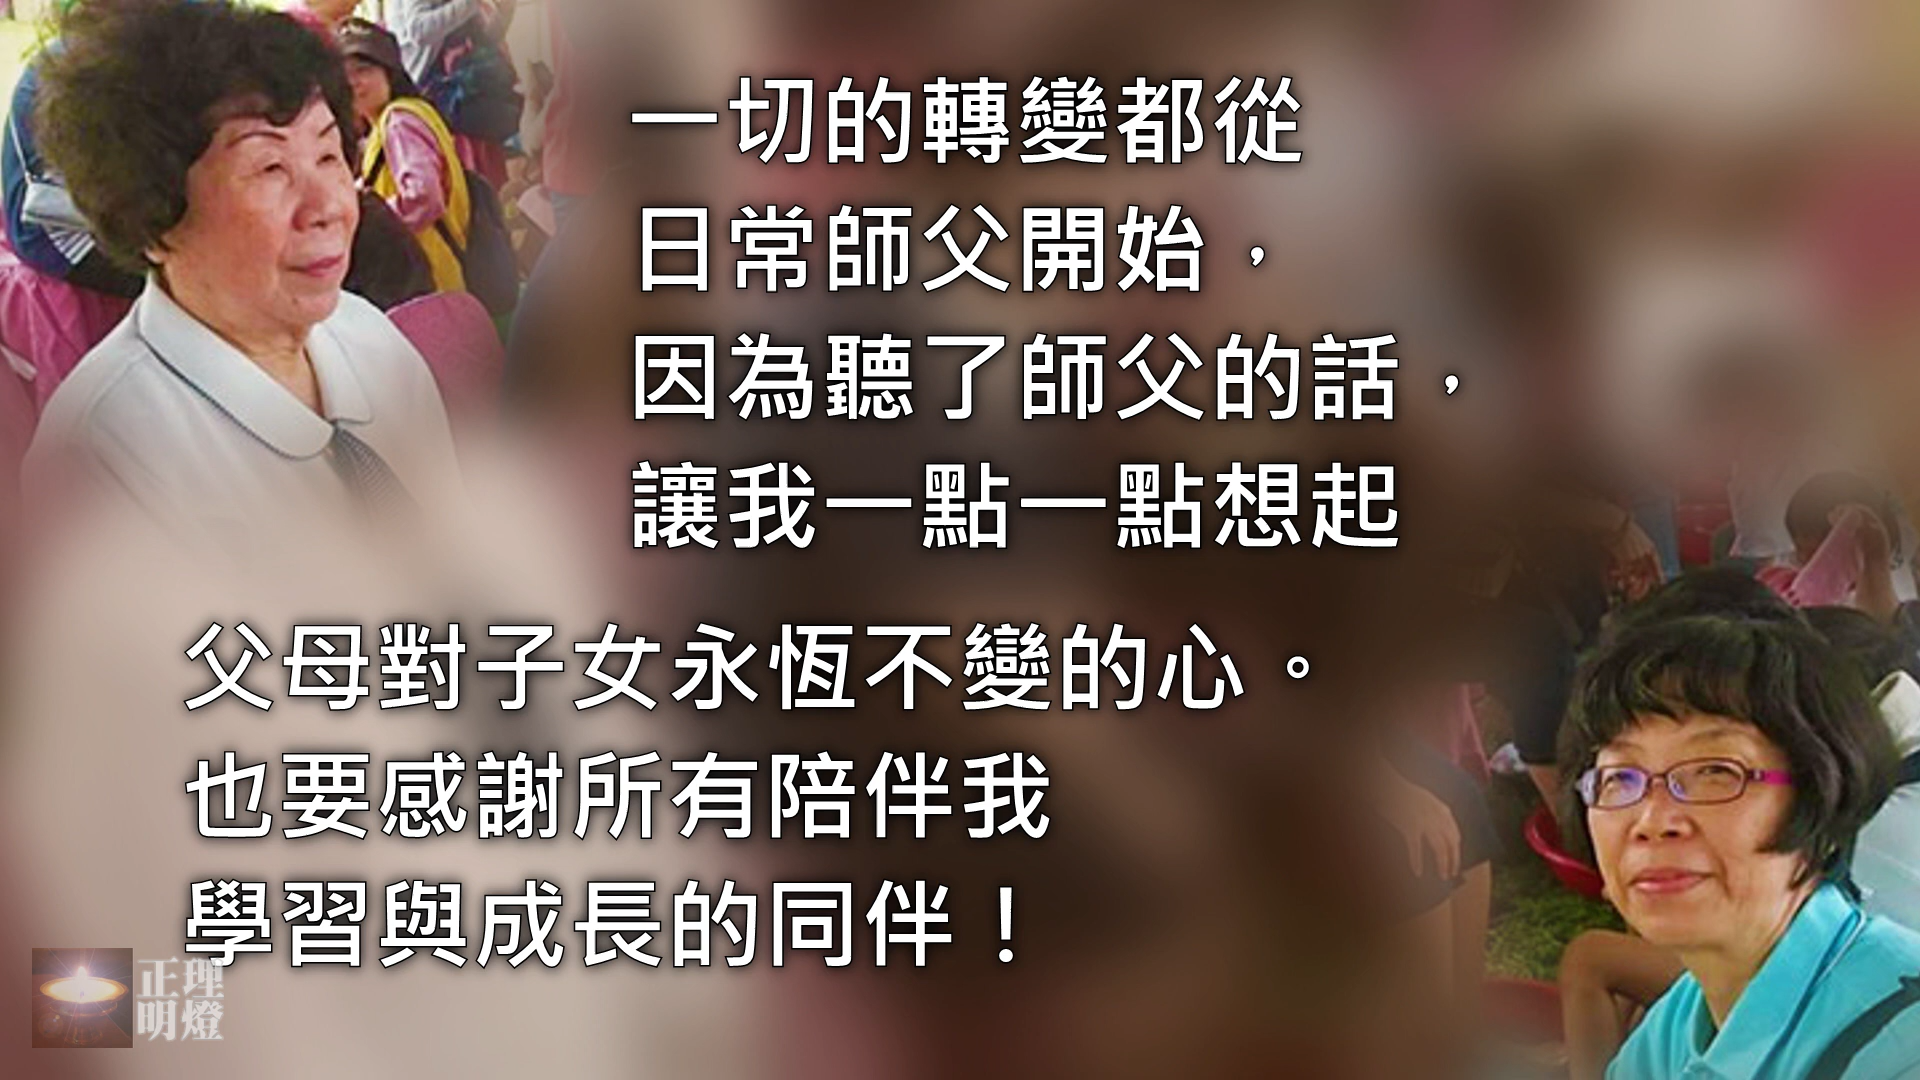 一切的轉變都從
日常師父開始，
因為聽了師父的話，
讓我一點一點想起
父母對子女永恆不變的心。
也要感謝所有陪伴我
學習與成長的同伴！
正理
明燈